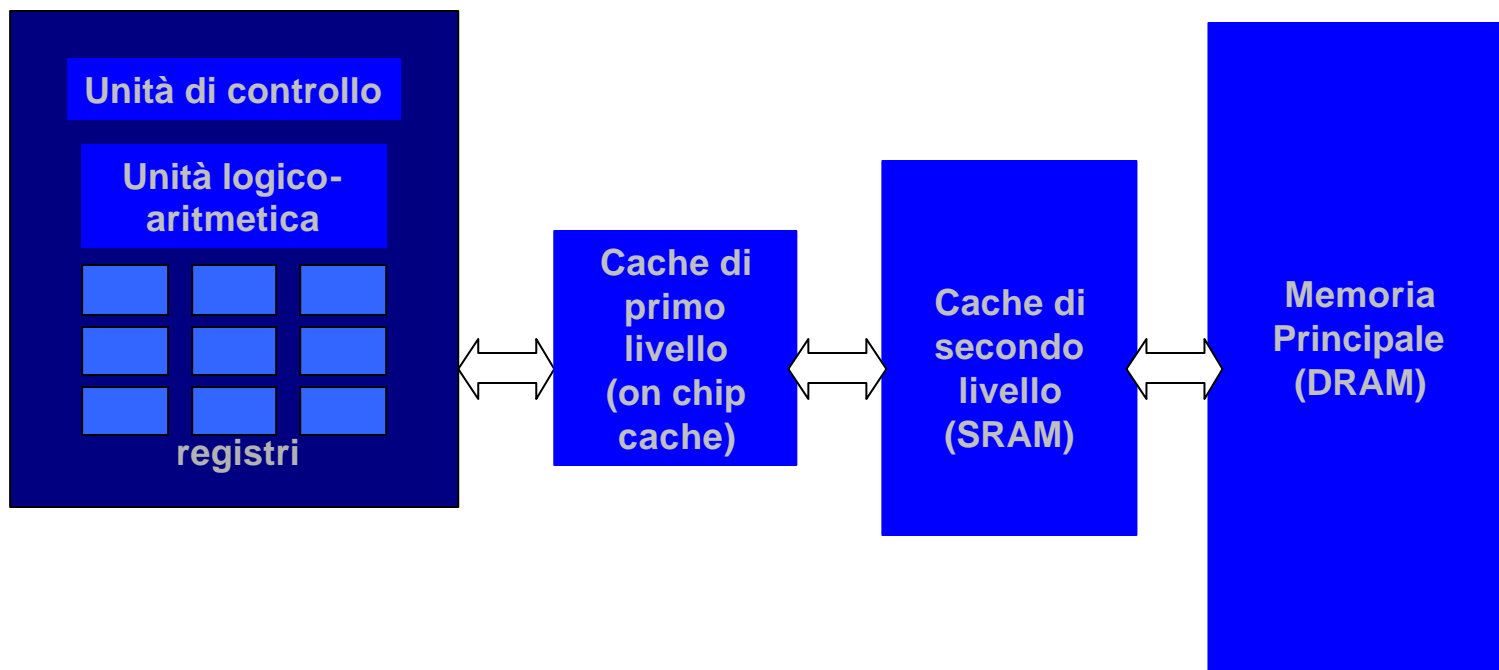 Unità di controllo
Unità logico-
aritmetica
registri
Cache di
primo
livello
(on chip
cache)
Cache di
secondo
livello
(SRAM)
Memoria
Principale
(DRAM)